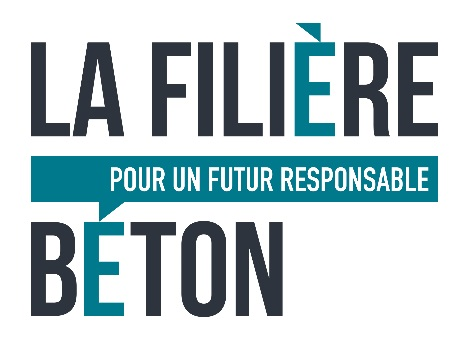 LA FILIÈRE
POUR UN FUTUR RESPONSABLE
BÉTON